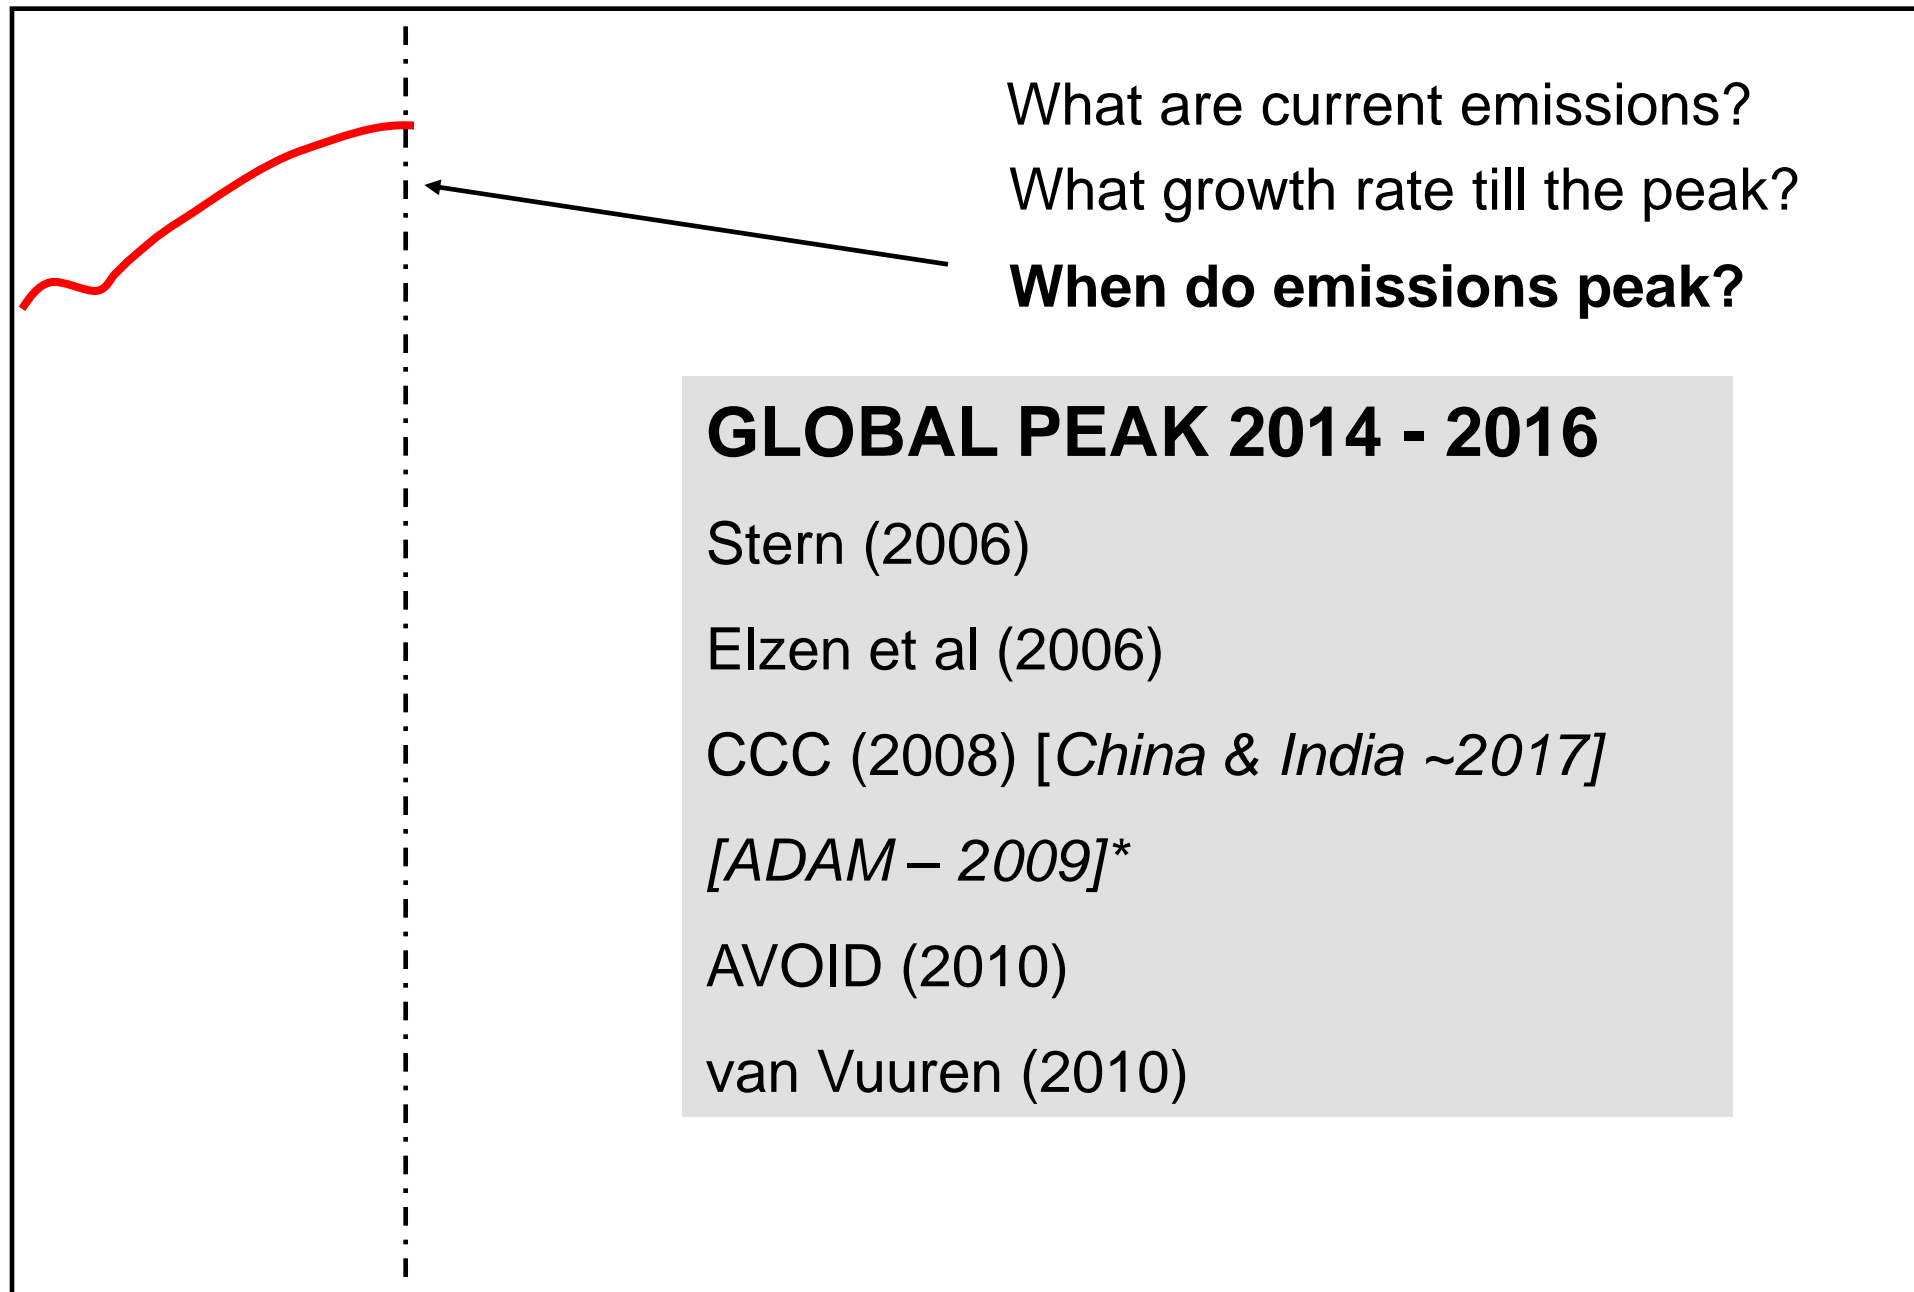 What are current emissions?
What growth rate till the peak?
When do emissions peak?
GLOBAL PEAK 2014 - 2016
Stern (2006)
Elzen et al (2006)
CCC (2008) [China & India ~2017]
[ADAM – 2009]*
AVOID (2010)
van Vuuren (2010)